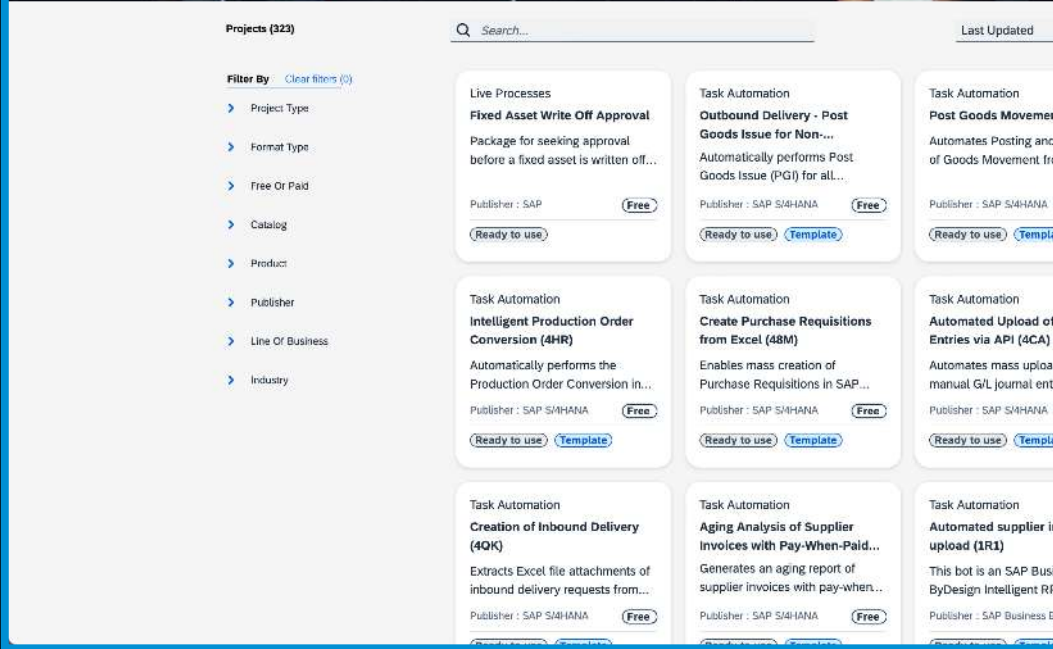 Projects (323)
Search...
Last Updated
Filter By Clear filters (0)
Project Type
Format Type
Free Or Paid
Catalog
Product
Publisher
Line Of Business
Industry
Live Processes
Fixed Asset Write Off Approval
Package for seeking approval
before a fixed asset is written off...
Publisher : SAP
Free
Ready to use
Task Automation
Outbound Delivery - Post
Goods Issue for Non-...
Automatically performs Post
Goods Issue (PGI) for all...
Publisher : SAP S/4HANA
Free
Ready to use Template
Task Automation
Post Goods
Automates Posting and
of Goods Movement
Publisher : SAP S/4HANA
Ready to use
Task Automation
Intelligent Production Order
Conversion (4HR)
Automatically performs the
Production Order Conversion in...
Publisher : SAP S/4HANA
Free
Ready to use Template
Task Automation
Create Purchase Requisitions
from Excel (48M)
Enables mass creation of
Purchase Requisitions in SAP...
Publisher : SAP S/4HANA
Free
Ready to use Template
Task Automation
Automated Upload of
Entries via API (4CA)
Automates mass
manual G/L journal
Publisher : SAP S/4HANA
Ready to use
Task Automation
Creation of Inbound Delivery
(4QK)
Extracts Excel file attachments of
inbound delivery requests from...
Publisher : SAP S/4HANA
Free
Ready to use Template
Task Automation
Aging Analysis of Supplier
Invoices with Pay-When-Paid...
Generates an aging report of
supplier invoices with pay-when...
Publisher : SAP S/4HANA
Free
Ready to use Template
Task Automation
Automated supplier
upload (1R1)
This bot is an SAP
ByDesign Intelligent
Publisher : SAP Business
Ready to use